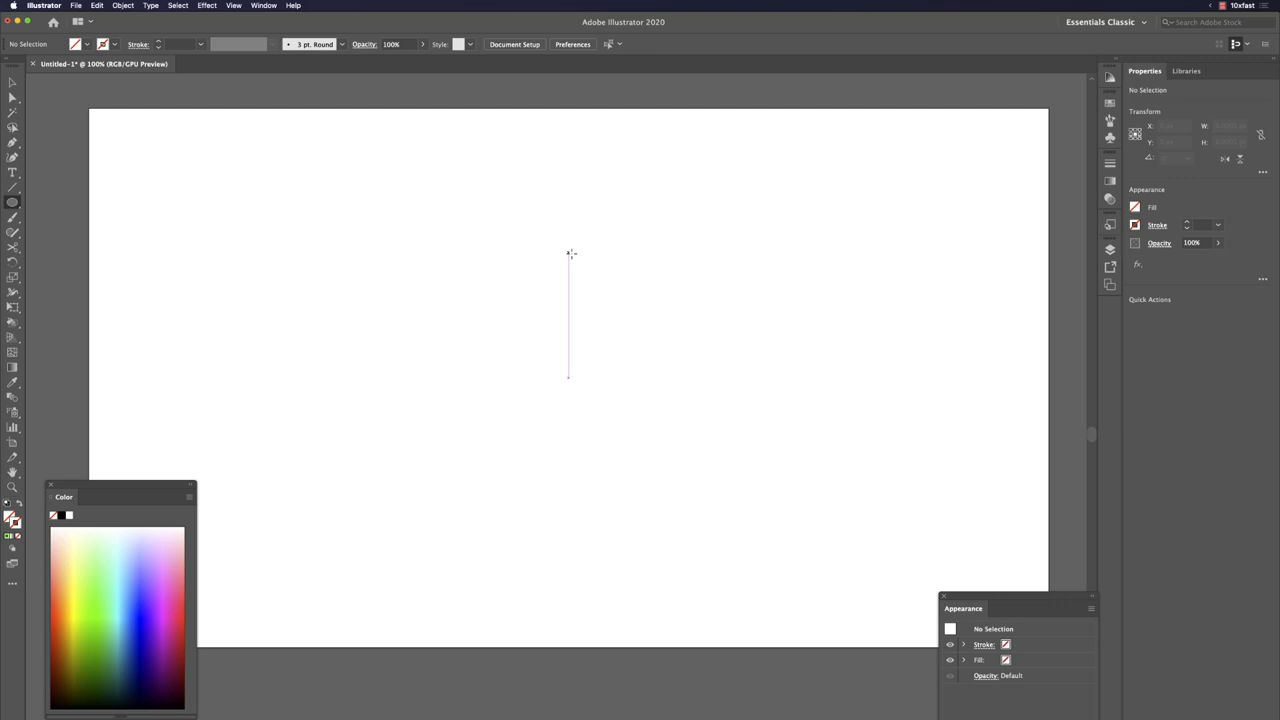 Illustrator File Edit Object Type Select Effect View Window Help 10xfast
Adobe Illustrator 2020 Essentials Classic Search Adobe Stock
No Selection Stroke: 3 pt. Round Opacity: 100% Style: Document Setup Preferences
Untitled-1* @ 100% (RGB/GPU Preview)
Properties Libraries
No Selection
Transform
X: W:
Y: H:
Appearance
Fill
Stroke
Opacity 100%
fx.
Quick Actions
Color
Appearance
No Selection
Stroke:
Fill:
Opacity: Default